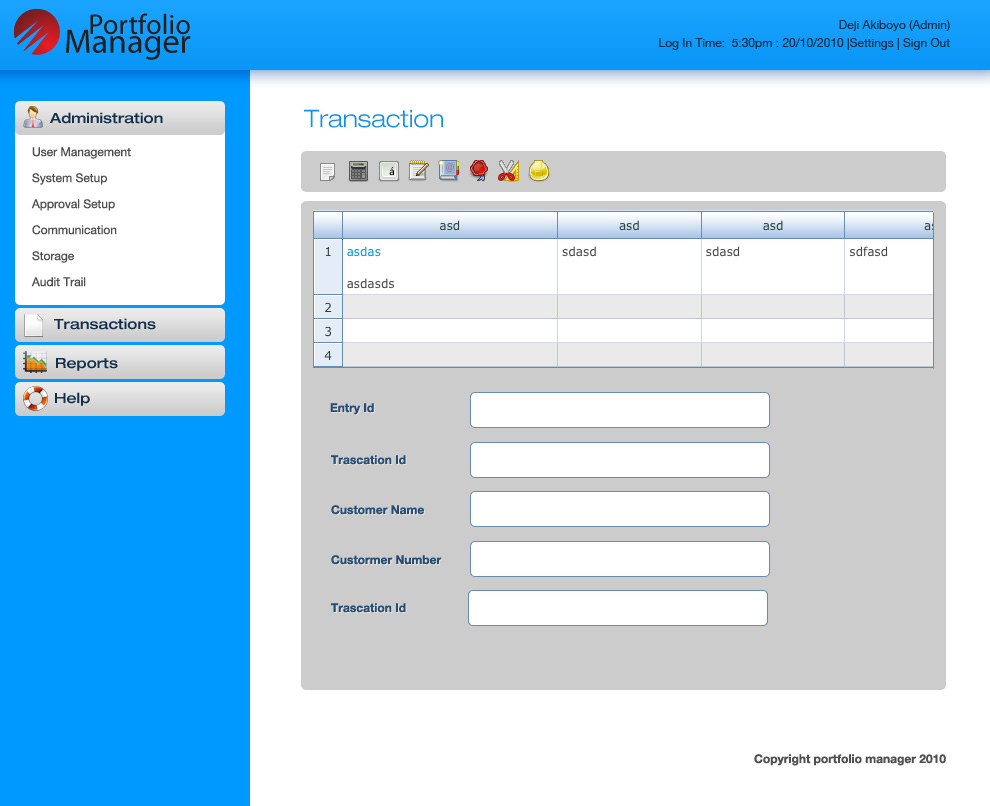 Portfolio
Manager
Deji Akiboyo (Admin)
Log In Time:  5:30pm : 20/10/2010 |Settings | Sign Out
Administration
User Management
System Setup
Approval Setup
Communication
Storage
Audit Trail
Transactions
Reports
Help
Transaction
á
asd asd asd as
1 asdas sdasd sdasd sdfasd
asdasds
2
3
4
Entry Id
Trascation Id
Customer Name
Custormer Number
Trascation Id
Copyright portfolio manager 2010